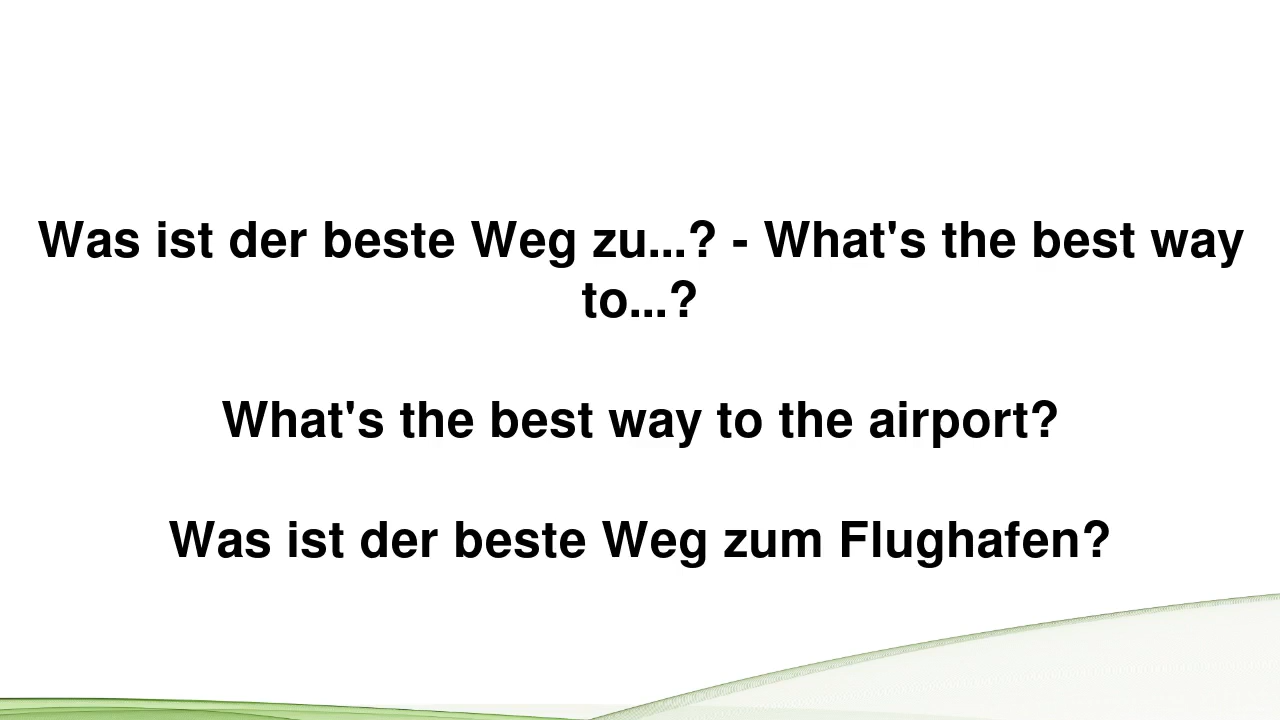 Was ist der beste Weg zu...? - What's the best way
to...?
What's the best way to the airport?
Was ist der beste Weg zum Flughafen?